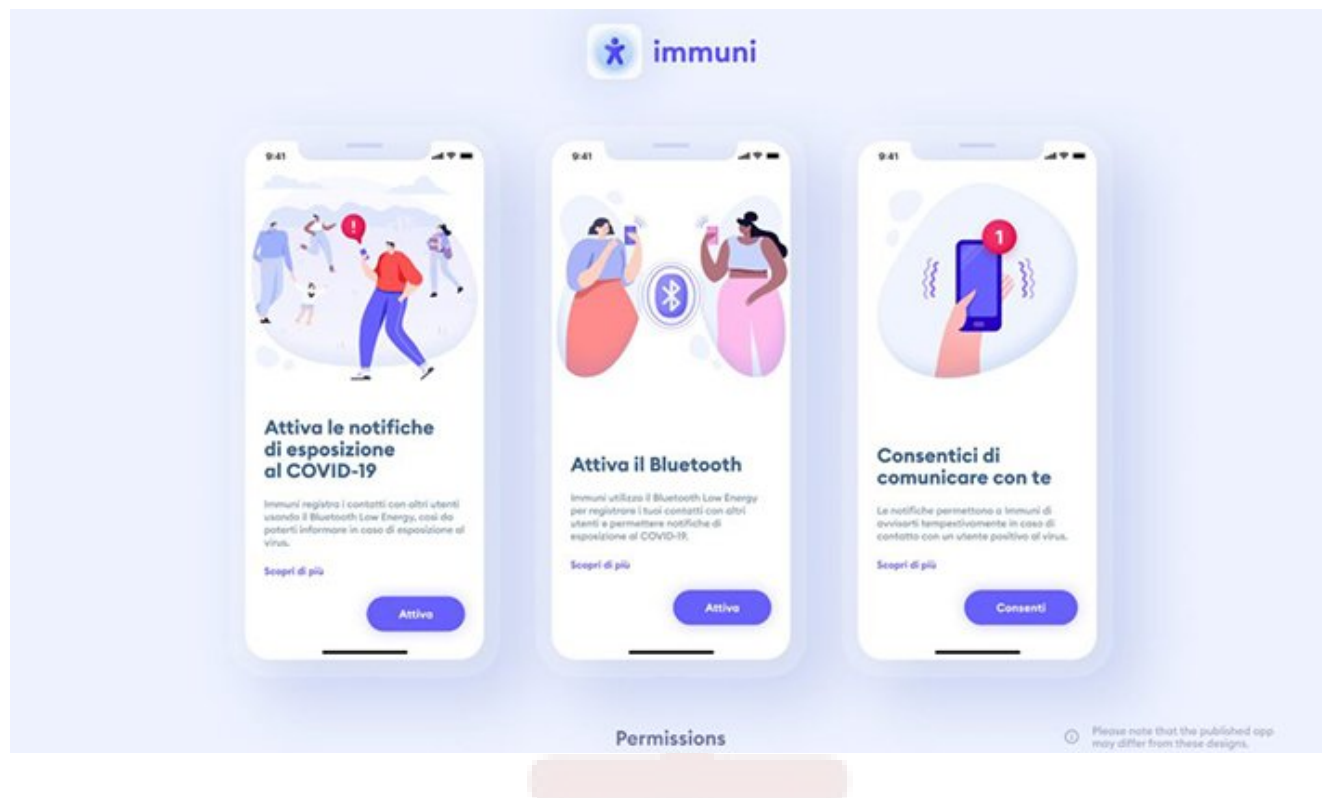 immuni
9:41
Attiva le notifiche
di esposizione
al COVID-19
Immuni registra i contatti con altri utenti
usando il Bluetooth Low Energy, così da
poterti informare in caso di esposizione al
virus.
Scopri di più
Attiva
9:41
Attiva il Bluetooth
Immuni utilizza il Bluetooth Low Energy
per registrare i tuoi contatti con altri
utenti e permettere notifiche di
esposizione al COVID-19.
Scopri di più
Attiva
9:41
1
Consentici di
comunicare con te
Le notifiche permettono a Immuni di
avvisarti tempestivamente in caso di
contatto con un utente positivo al virus.
Scopri di più
Consenti
Permissions
Please note that the published app
may differ from these designs.